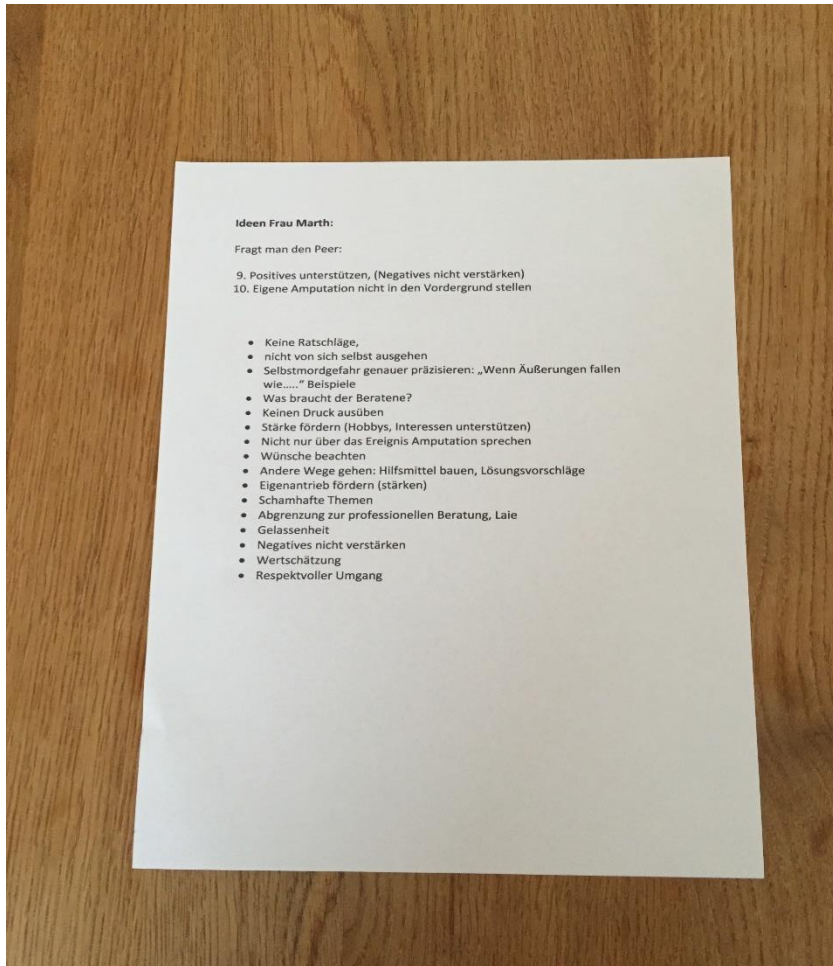 Ideen Frau Marth:
Fragt man den Peer:
9. Positives unterstützen, (Negatives nicht verstärken)
10. Eigene Amputation nicht in den Vordergrund stellen
• Keine Ratschläge,
• nicht von sich selbst ausgehen
• Selbstmordgefahr genauer präzisieren: „Wenn Äußerungen fallen
wie.....“ Beispiele
• Was braucht der Beratene?
• Keinen Druck ausüben
• Stärke fördern (Hobbys, Interessen unterstützen)
• Nicht nur über das Ereignis Amputation sprechen
• Wünsche beachten
• Andere Wege gehen: Hilfsmittel bauen, Lösungsvorschläge
• Eigenantrieb fördern (stärken)
• Schamhafte Themen
• Abgrenzung zur professionellen Beratung, Laie
• Gelassenheit
• Negatives nicht verstärken
• Wertschätzung
• Respektvoller Umgang